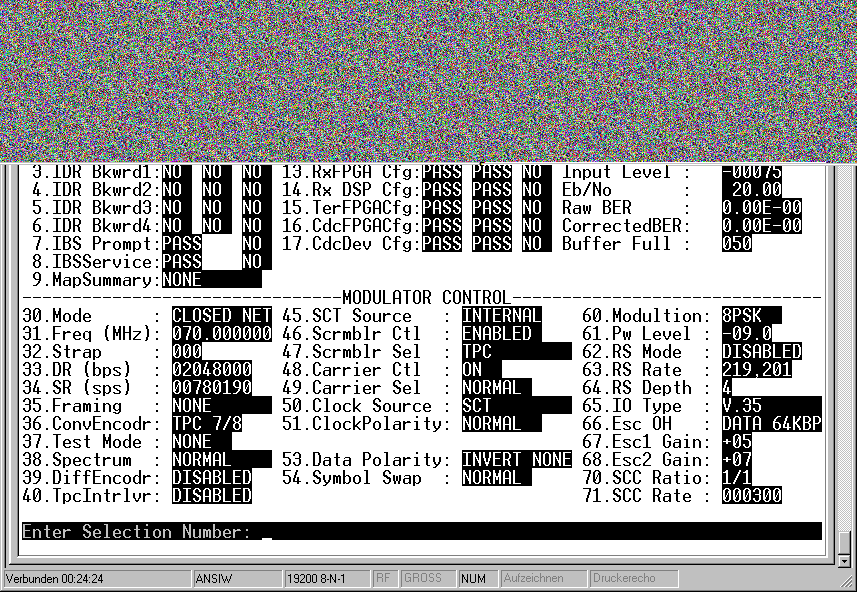 3.IDR Bkwrd1:NO NO NO 13.RxFPGA Cfg:PASS PASS NO Input Level : -00075
4.IDR Bkwrd2:NO NO NO 14.Rx DSP Cfg:PASS PASS NO Eb/No : 20.00
5.IDR Bkwrd3:NO NO NO 15.TerFPGACfg:PASS PASS NO Raw BER : 0.00E-00
6.IDR Bkwrd4:NO NO NO 16.CdcFPGACfg:PASS PASS NO CorrectedBER: 0.00E-00
7.IBS Prompt:PASS NO 17.CdcDev Cfg:PASS PASS NO Buffer Full : 050
8.IBSService:PASS NO
9.MapSummary:NONE
--------------------------------MODULATOR CONTROL-------------------------------
30.Mode : CLOSED NET 45.SCT Source : INTERNAL 60.Modultion: 8PSK
31.Freq (MHz): 070.000000 46.Scrmblr Ctl : ENABLED 61.Pw Level : -09.0
32.Strap : 000 47.Scrmblr Sel : TPC 62.RS Mode : DISABLED
33.DR (bps) : 02048000 48.Carrier Ctl : ON 63.RS Rate : 219,201
34.SR (sps) : 00780190 49.Carrier Sel : NORMAL 64.RS Depth : 4
35.Framing : NONE 50.Clock Source : SCT 65.IO Type : V.35
36.ConvEncodr: TPC 7/8 51.ClockPolarity: NORMAL 66.Esc OH : DATA 64KBP
37.Test Mode : NONE 67.Esc1 Gain: +05
38.Spectrum : NORMAL 53.Data Polarity: INVERT NONE 68.Esc2 Gain: +07
39.DiffEncodr: DISABLED 54.Symbol Swap : NORMAL 70.SCC Ratio: 1/1
40.TpcIntrlvr: DISABLED 71.SCC Rate : 000300
Enter Selection Number: _
Verbunden 00:24:24 ANSIW 19200 8-N-1 RF GROSS NUM Aufzeichnen Druckerecho